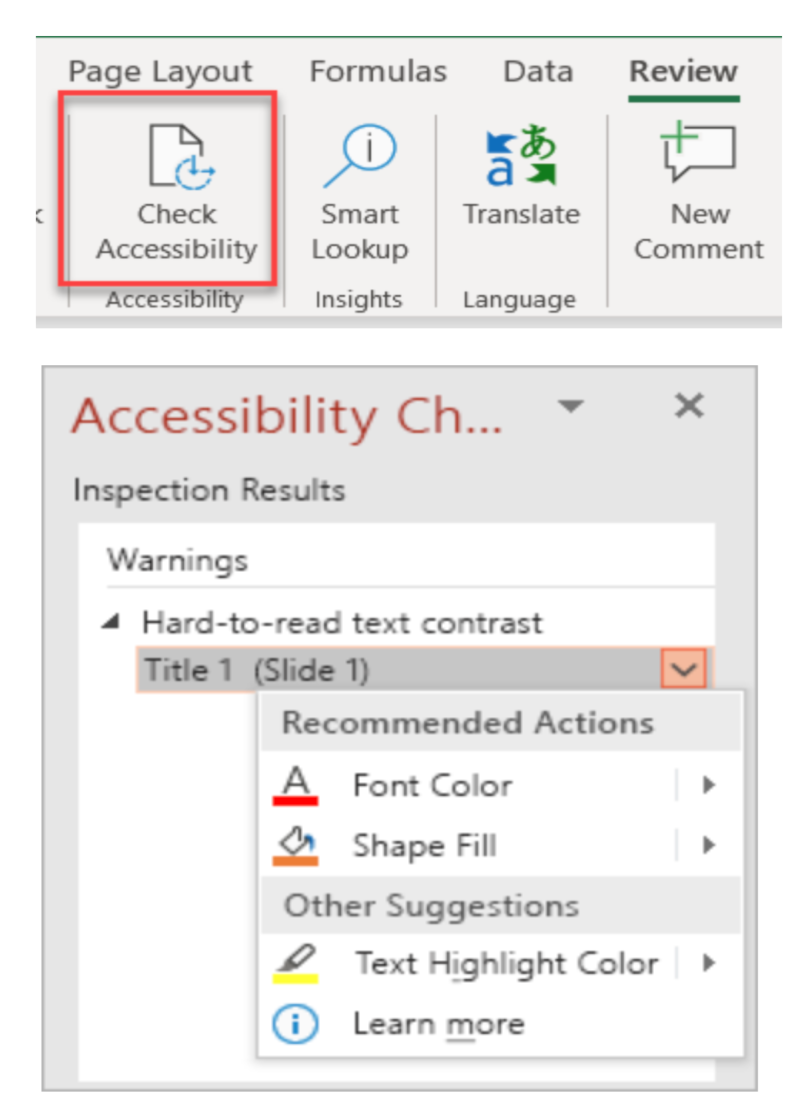 Page Layout Formulas Data Review
Check Smart Translate New
Accessibility Lookup Comment
Accessibility Insights Language
Accessibility Ch...
Inspection Results
Warnings
Hard-to-read text contrast
Title 1 (Slide 1)
Recommended Actions
Font Color
Shape Fill
Other Suggestions
Text Highlight Color
Learn more